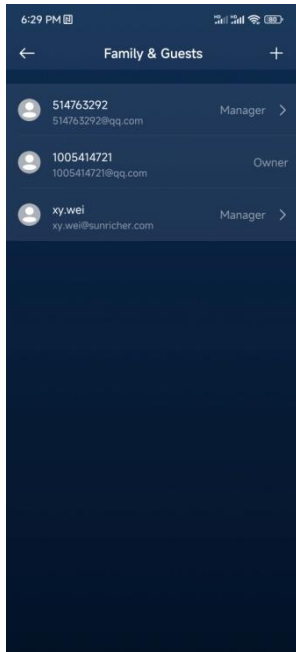 6:29 PM
Family & Guests
514763292
514763292@qq.com
Manager
1005414721
1005414721@qq.com
Owner
xy.wei
xy.wei@sunricher.com
Manager